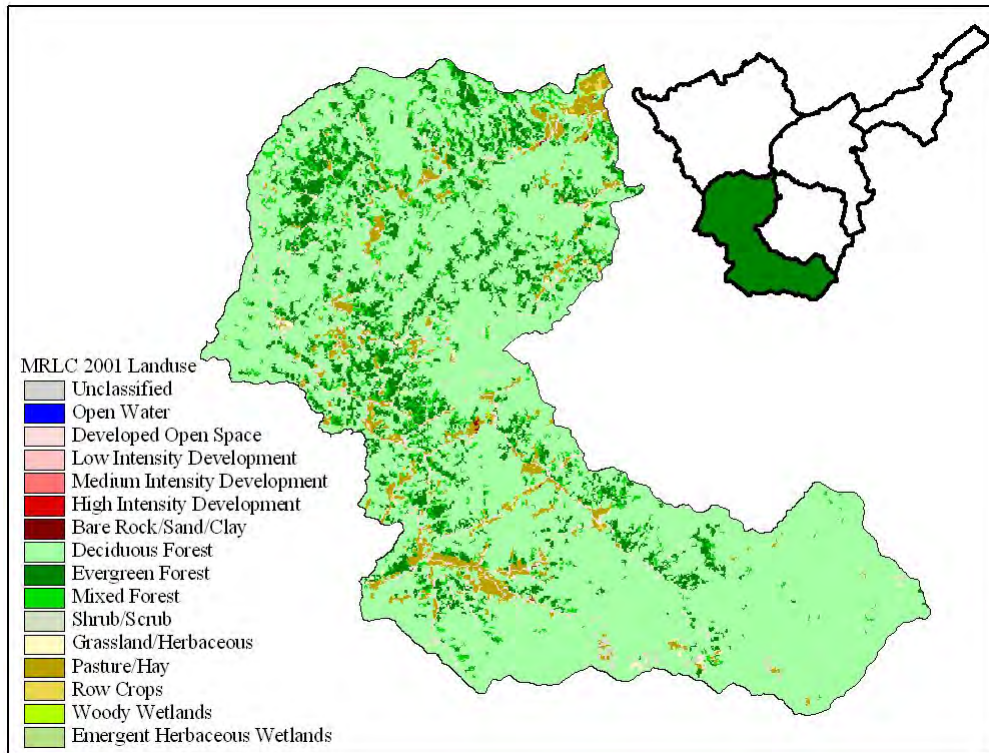 MRLC 2001 Landuse
Unclassified
Open Water
Developed Open Space
Low Intensity Development
Medium Intensity Development
High Intensity Development
Bare Rock/Sand/Clay
Deciduous Forest
Evergreen Forest
Mixed Forest
Shrub/Scrub
Grassland/Herbaceous
Pasture/Hay
Row Crops
Woody Wetlands
Emergent Herbaceous Wetlands